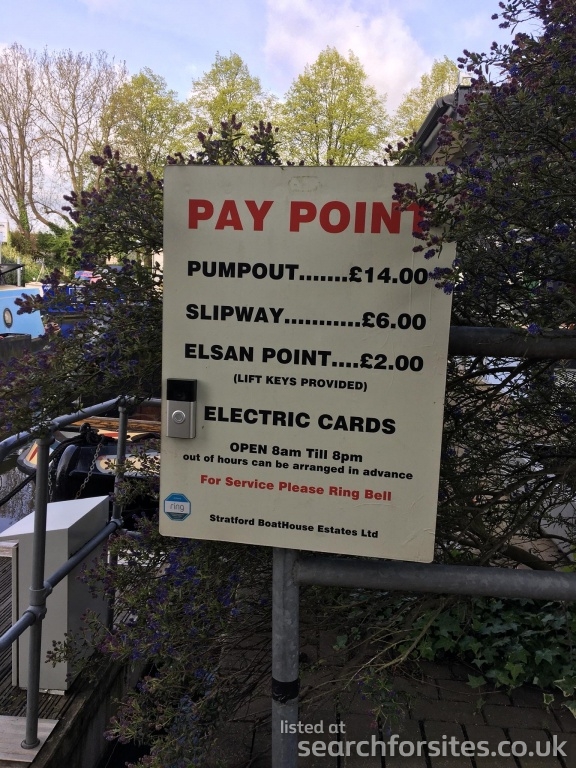 PAY POINT
PUMPOUT.......£14.00
SLIPWAY...........£6.00
ELSAN POINT....£2.00
(LIFT KEYS PROVIDED)
ELECTRIC CARDS
OPEN 8am Till 8pm
out of hours can be arranged in advance
For Service Please Ring Bell
ring
Stratford BoatHouse Estates Ltd
listed at
searchforsites.co.uk